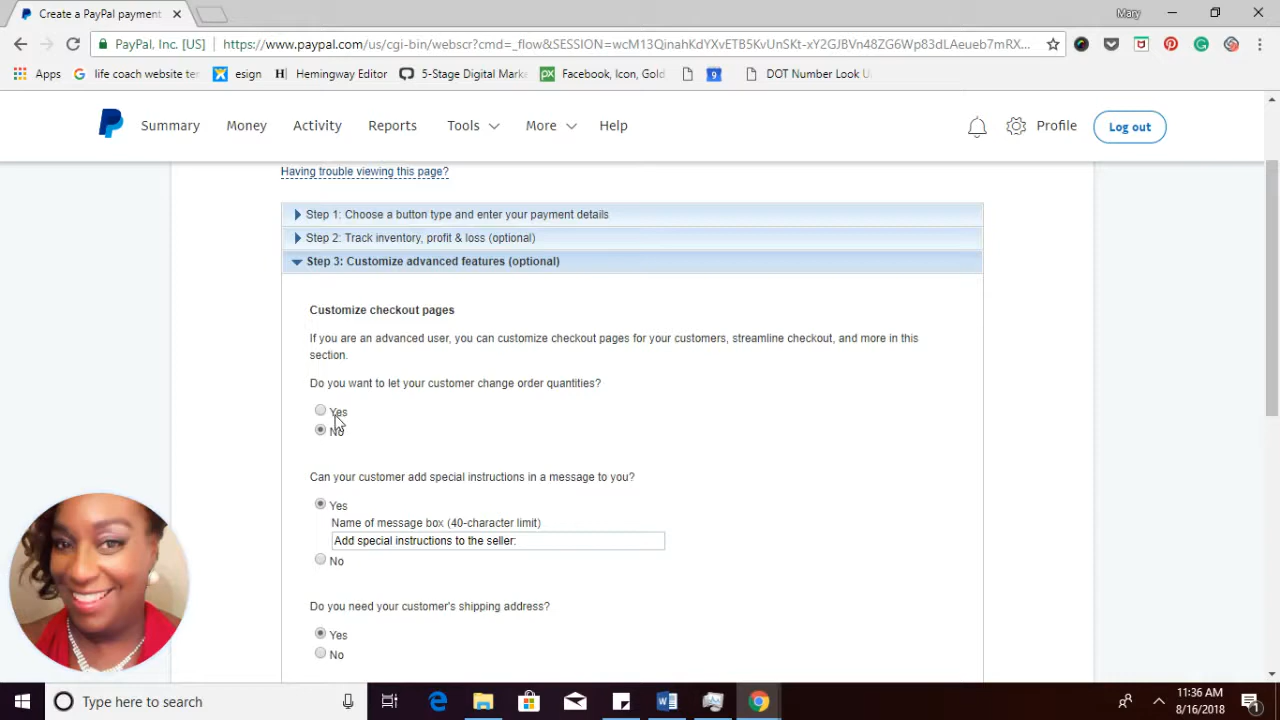 Create a PayPal payment
Mary
PayPal, Inc. [US]
https://www.paypal.com/us/cgi-bin/webscr?cmd=_flow&SESSION=wcM13QinahKdYXvETB5KvUnSKt-xY2GJBVn48ZG6Wp83dLAeueb7mRX...
Apps
life coach website te
esign
Hemingway Editor
5-Stage Digital Mark
Facebook, Icon, Gold
9
DOT Number Look U
Summary
Money
Activity
Reports
Tools
More
Help
Profile
Log out
Having trouble viewing this page?
Step 1: Choose a button type and enter your payment details
Step 2: Track inventory, profit & loss (optional)
Step 3: Customize advanced features (optional)
Customize checkout pages
If you are an advanced user, you can customize checkout pages for your customers, streamline checkout, and more in this
section.
Do you want to let your customer change order quantities?
Yes
No
Can your customer add special instructions in a message to you?
Yes
Name of message box (40-character limit)
Add special instructions to the seller:
No
Do you need your customer's shipping address?
Yes
No
Type here to search
11:36 AM
8/16/2018